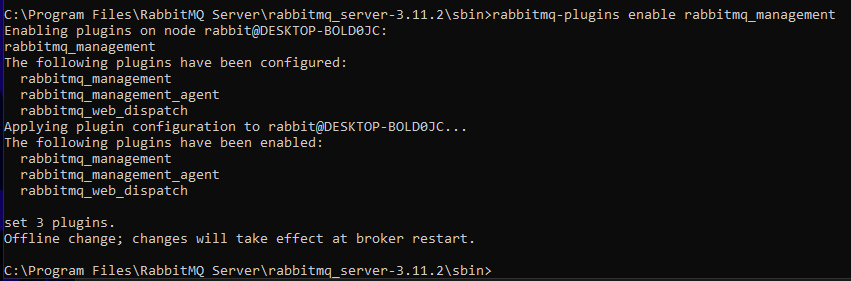 C:\Program Files\RabbitMQ Server\rabbitmq_server-3.11.2\sbin>rabbitmq-plugins enable rabbitmq_management
Enabling plugins on node rabbit@DESKTOP-BOLD0JC:
rabbitmq_management
The following plugins have been configured:
  rabbitmq_management
  rabbitmq_management_agent
  rabbitmq_web_dispatch
Applying plugin configuration to rabbit@DESKTOP-BOLD0JC...
The following plugins have been enabled:
  rabbitmq_management
  rabbitmq_management_agent
  rabbitmq_web_dispatch

set 3 plugins.
Offline change; changes will take effect at broker restart.

C:\Program Files\RabbitMQ Server\rabbitmq_server-3.11.2\sbin>